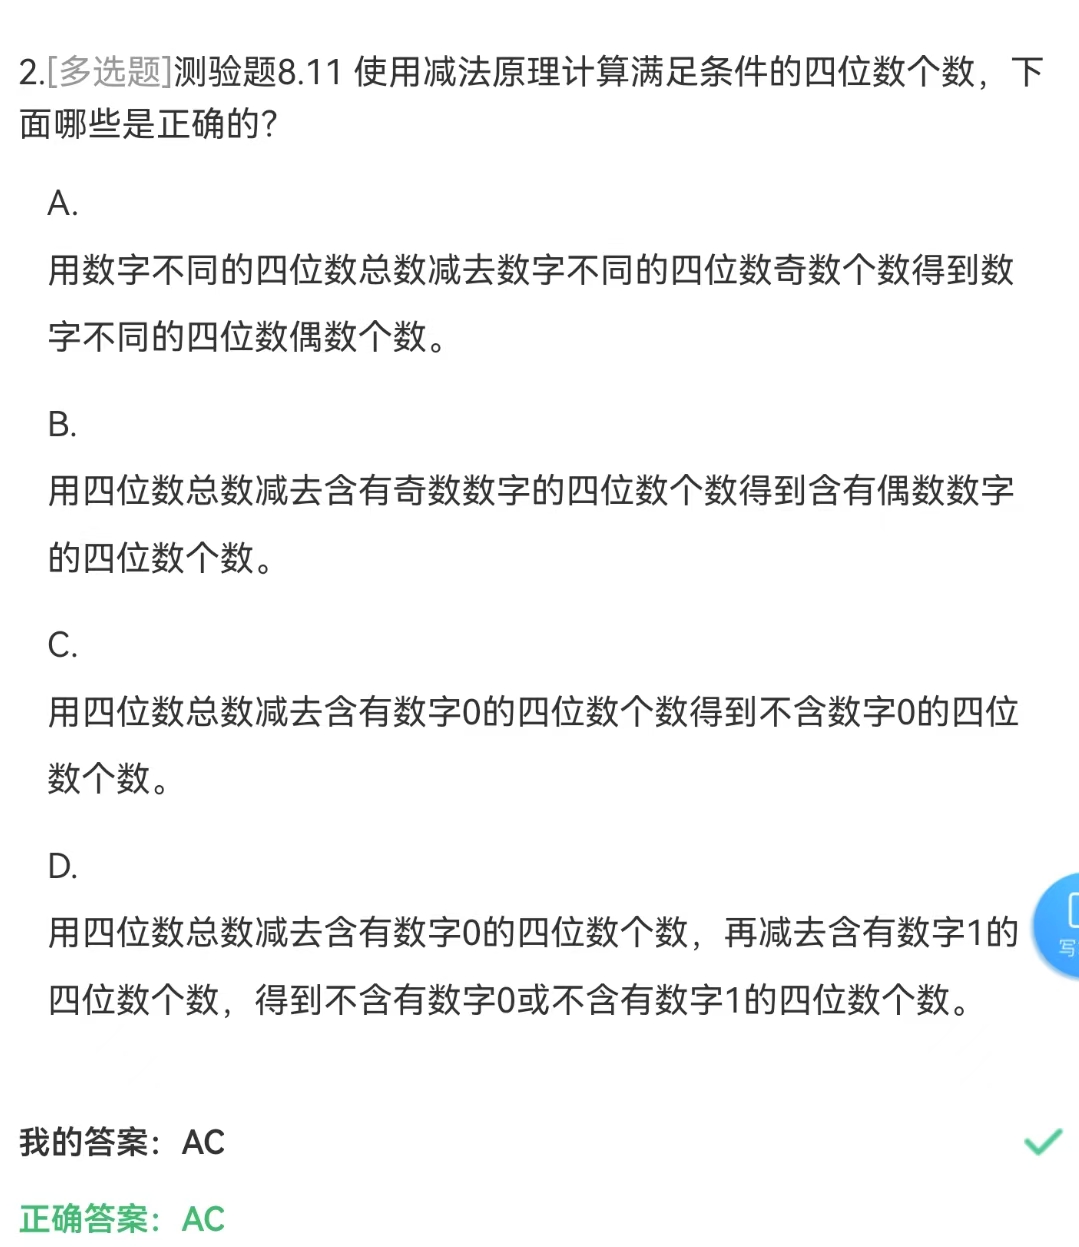 2.[多选题]测验题8.11 使用减法原理计算满足条件的四位数个数，下
面哪些是正确的?
A.
用数字不同的四位数总数减去数字不同的四位数奇数个数得到数
字不同的四位数偶数个数。
B.
用四位数总数减去含有奇数数字的四位数个数得到含有偶数数字
的四位数个数。
C.
用四位数总数减去含有数字0的四位数个数得到不含数字0的四位
数个数。
D.
用四位数总数减去含有数字0的四位数个数，再减去含有数字1的
写
四位数个数，得到不含有数字0或不含有数字1的四位数个数。
我的答案：AC
正确答案：AC